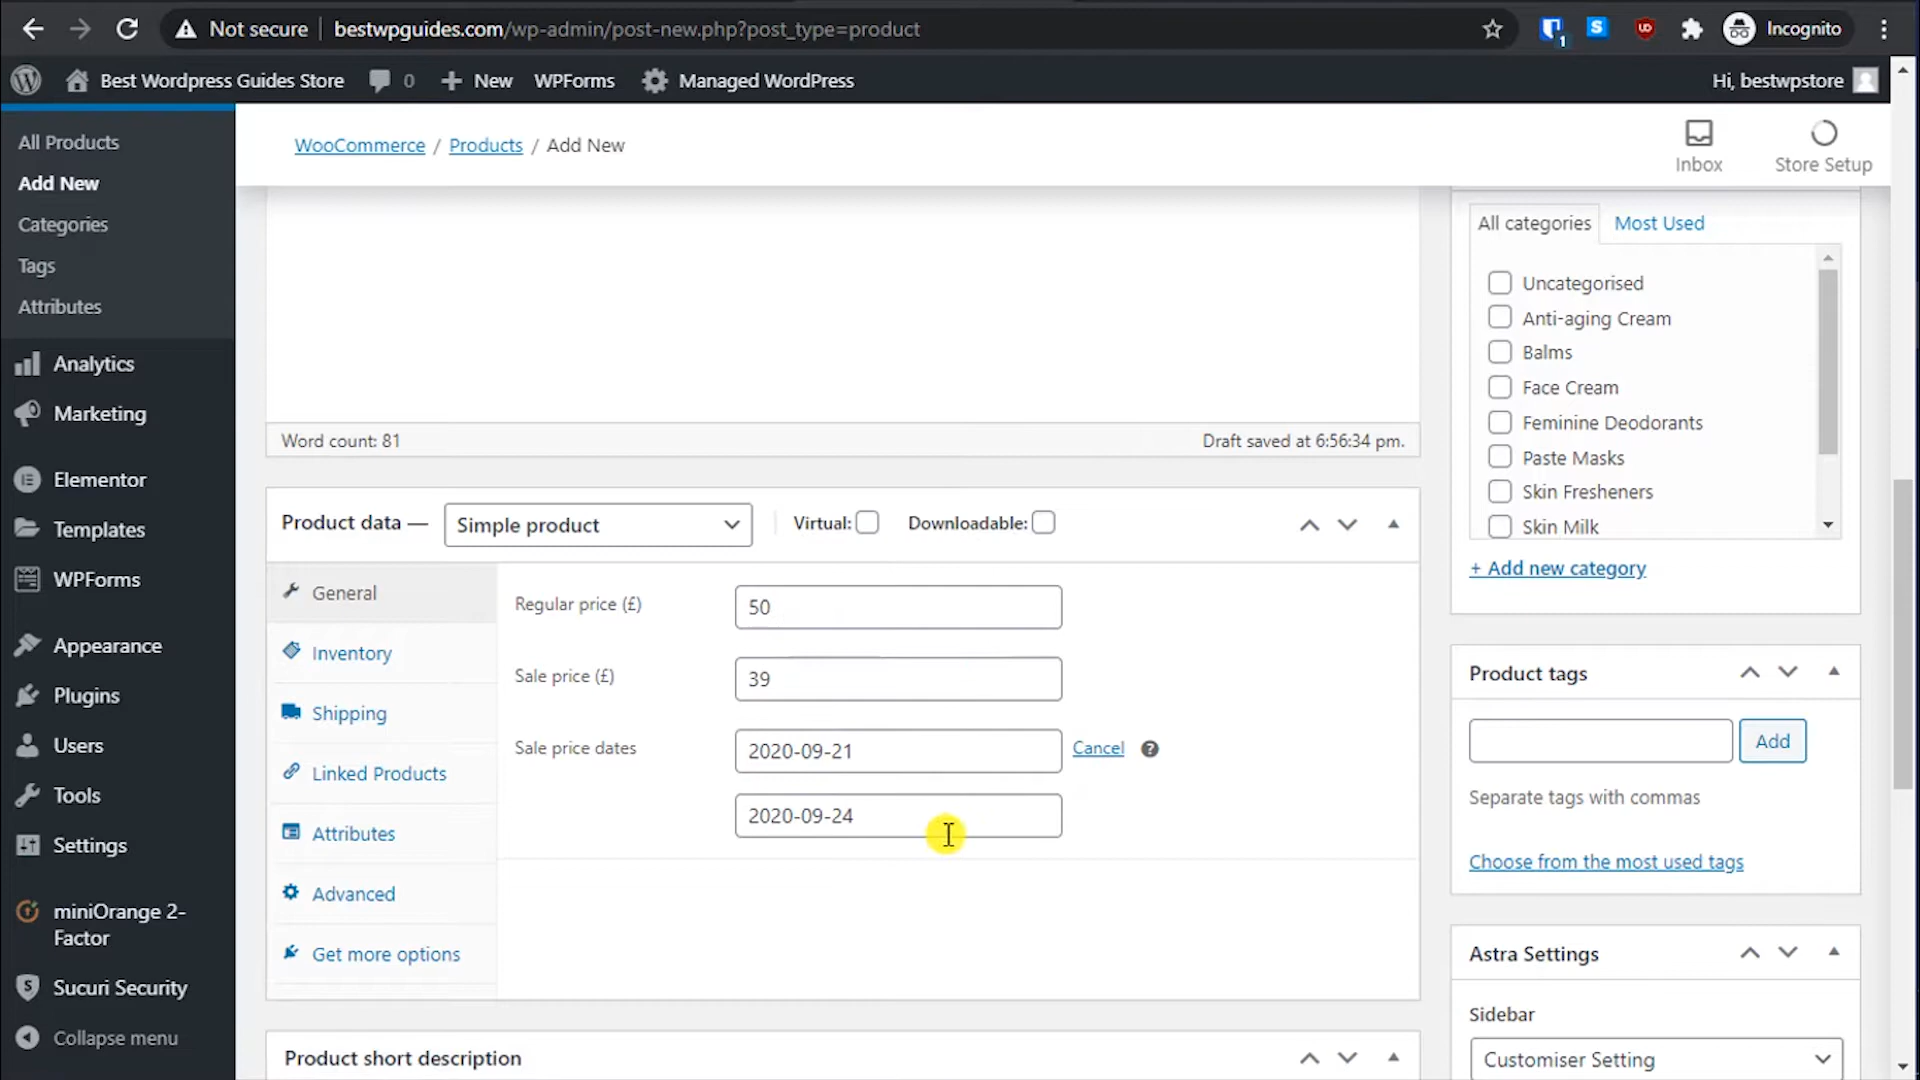 Not secure
bestwpguides.com/wp-admin/post-new.php?post_type=product
1
S
UD
Incognito
Best Wordpress Guides Store
0
New
WPForms
Managed WordPress
Hi, bestwpstore
All Products
Add New
Categories
Tags
Attributes
Analytics
Marketing
Elementor
Templates
WPForms
Appearance
Plugins
Users
Tools
Settings
miniOrange 2-
Factor
Sucuri Security
Collapse menu
WooCommerce / Products / Add New
Inbox
Store Setup
Word count: 81
Draft saved at 6:56:34 pm.
Product data —
Simple product
Virtual:
Downloadable:
General
Inventory
Shipping
Linked Products
Attributes
Advanced
Get more options
Regular price (£)
50
Sale price (£)
39
Sale price dates
2020-09-21
Cancel
?
2020-09-24
Product short description
All categories
Most Used
Uncategorised
Anti-aging Cream
Balms
Face Cream
Feminine Deodorants
Paste Masks
Skin Fresheners
Skin Milk
+ Add new category
Product tags
Add
Separate tags with commas
Choose from the most used tags
Astra Settings
Sidebar
Customiser Setting